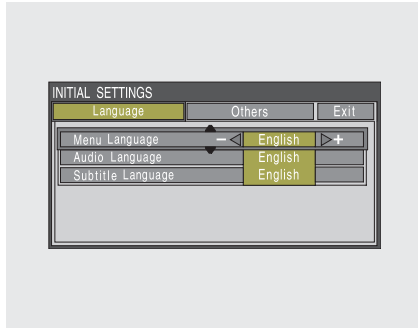 INITIAL SETTINGS
Language Others Exit
Menu Language − English +
Audio Language English
Subtitle Language English